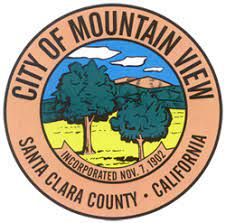 CITY OF MOUNTAIN VIEW
INCORPORATED NOV. 7, 1902
SANTA CLARA COUNTY · CALIFORNIA